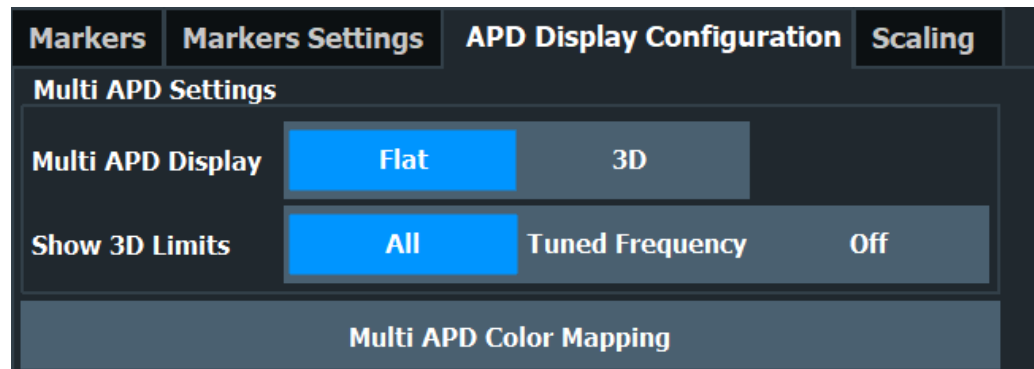 Markers Markers Settings APD Display Configuration Scaling
Multi APD Settings
Multi APD Display Flat 3D
Show 3D Limits All Tuned Frequency Off
Multi APD Color Mapping